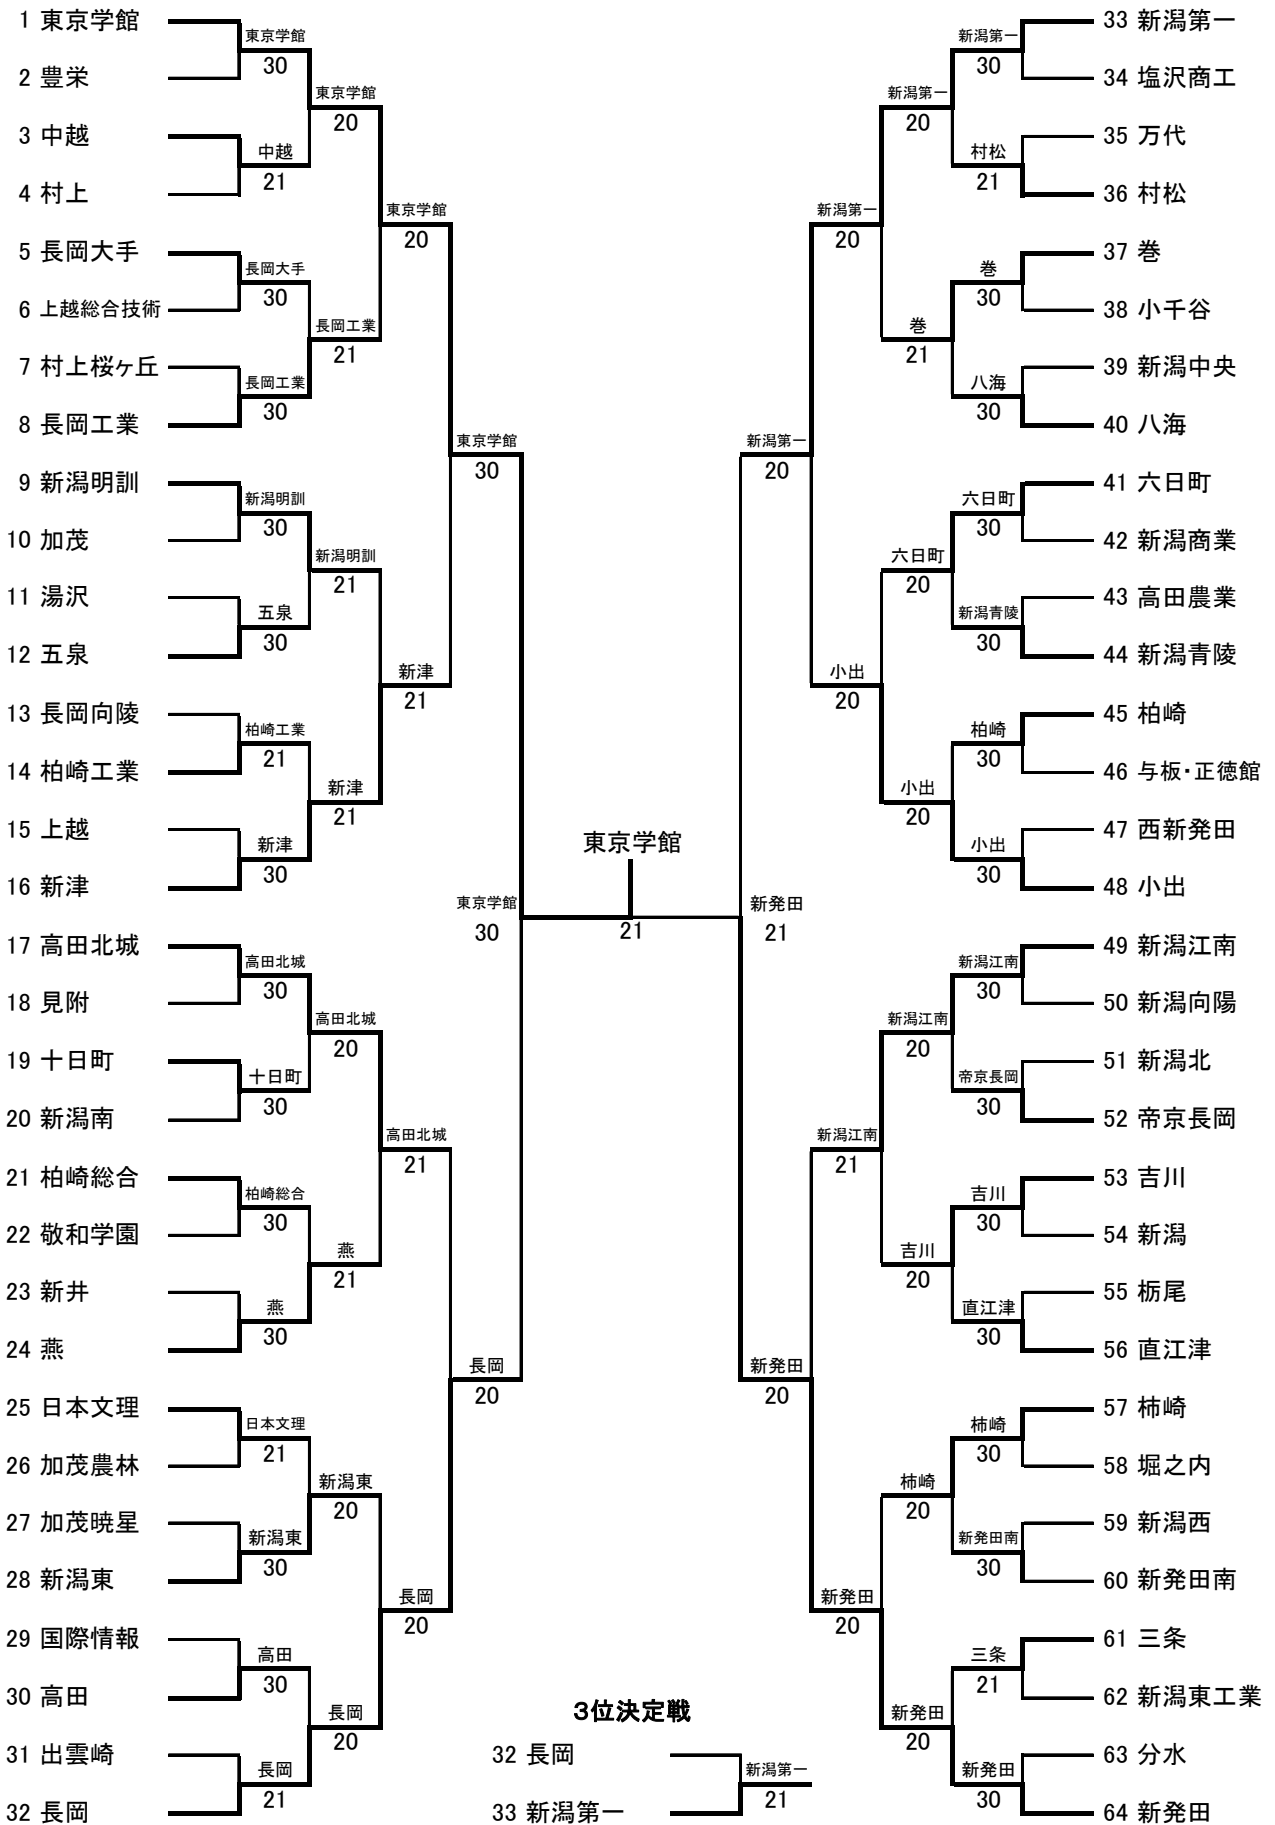 1 東京学館
2 豊栄
3 中越
4 村上
5 長岡大手
6 上越総合技術
7 村上桜ヶ丘
8 長岡工業
9 新潟明訓
10 加茂
11 湯沢
12 五泉
13 長岡向陵
14 柏崎工業
15 上越
16 新津
17 高田北城
18 見附
19 十日町
20 新潟南
21 柏崎総合
22 敬和学園
23 新井
24 燕
25 日本文理
26 加茂農林
27 加茂暁星
28 新潟東
29 国際情報
30 高田
31 出雲崎
32 長岡
東京学館
30
中越
21
長岡大手
30
長岡工業
30
新潟明訓
30
五泉
30
柏崎工業
21
新津
30
高田北城
30
十日町
30
柏崎総合
30
燕
30
日本文理
21
新潟東
30
高田
30
長岡
21
東京学館
20
長岡工業
21
新潟明訓
21
新津
21
高田北城
20
燕
21
新潟東
20
長岡
20
東京学館
20
新津
21
高田北城
21
長岡
20
東京学館
30
長岡
20
東京学館
30
東京学館
21
新発田
21
新潟第一
20
新発田
20
新潟第一
20
小出
20
新潟江南
21
新発田
20
新潟第一
20
巻
21
六日町
20
小出
20
新潟江南
20
吉川
20
柿崎
20
新発田
20
新潟第一
30
村松
21
巻
30
八海
30
六日町
30
新潟青陵
30
柏崎
30
小出
30
新潟江南
30
帝京長岡
30
吉川
30
直江津
30
柿崎
30
新発田南
30
三条
21
新発田
30
33 新潟第一
34 塩沢商工
35 万代
36 村松
37 巻
38 小千谷
39 新潟中央
40 八海
41 六日町
42 新潟商業
43 高田農業
44 新潟青陵
45 柏崎
46 与板・正徳館
47 西新発田
48 小出
49 新潟江南
50 新潟向陽
51 新潟北
52 帝京長岡
53 吉川
54 新潟
55 栃尾
56 直江津
57 柿崎
58 堀之内
59 新潟西
60 新発田南
61 三条
62 新潟東工業
63 分水
64 新発田
3位決定戦
32 長岡
33 新潟第一
新潟第一
21